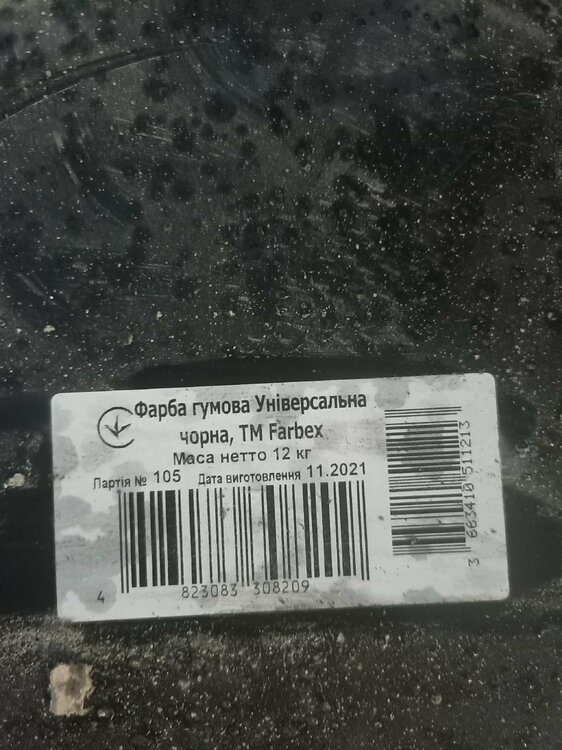 Фарба гумова Універсальна
чорна, ТМ Farbex
Маса нетто 12 кг
Партія № 105 Дата виготовлення 11.2021
4 823083 308209
3 663410 511213